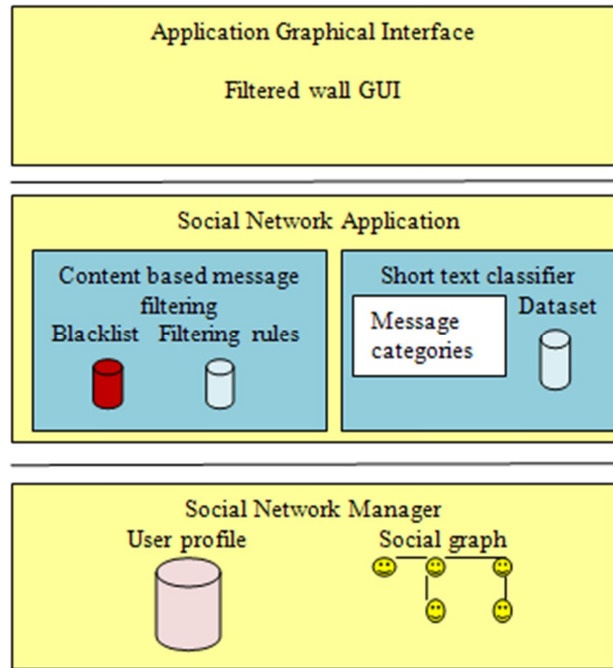 Application Graphical Interface
Filtered wall GUI
Social Network Application
Content based message
filtering
Blacklist Filtering rules
Short text classifier
Dataset
Message
categories
Social Network Manager
User profile
Social graph